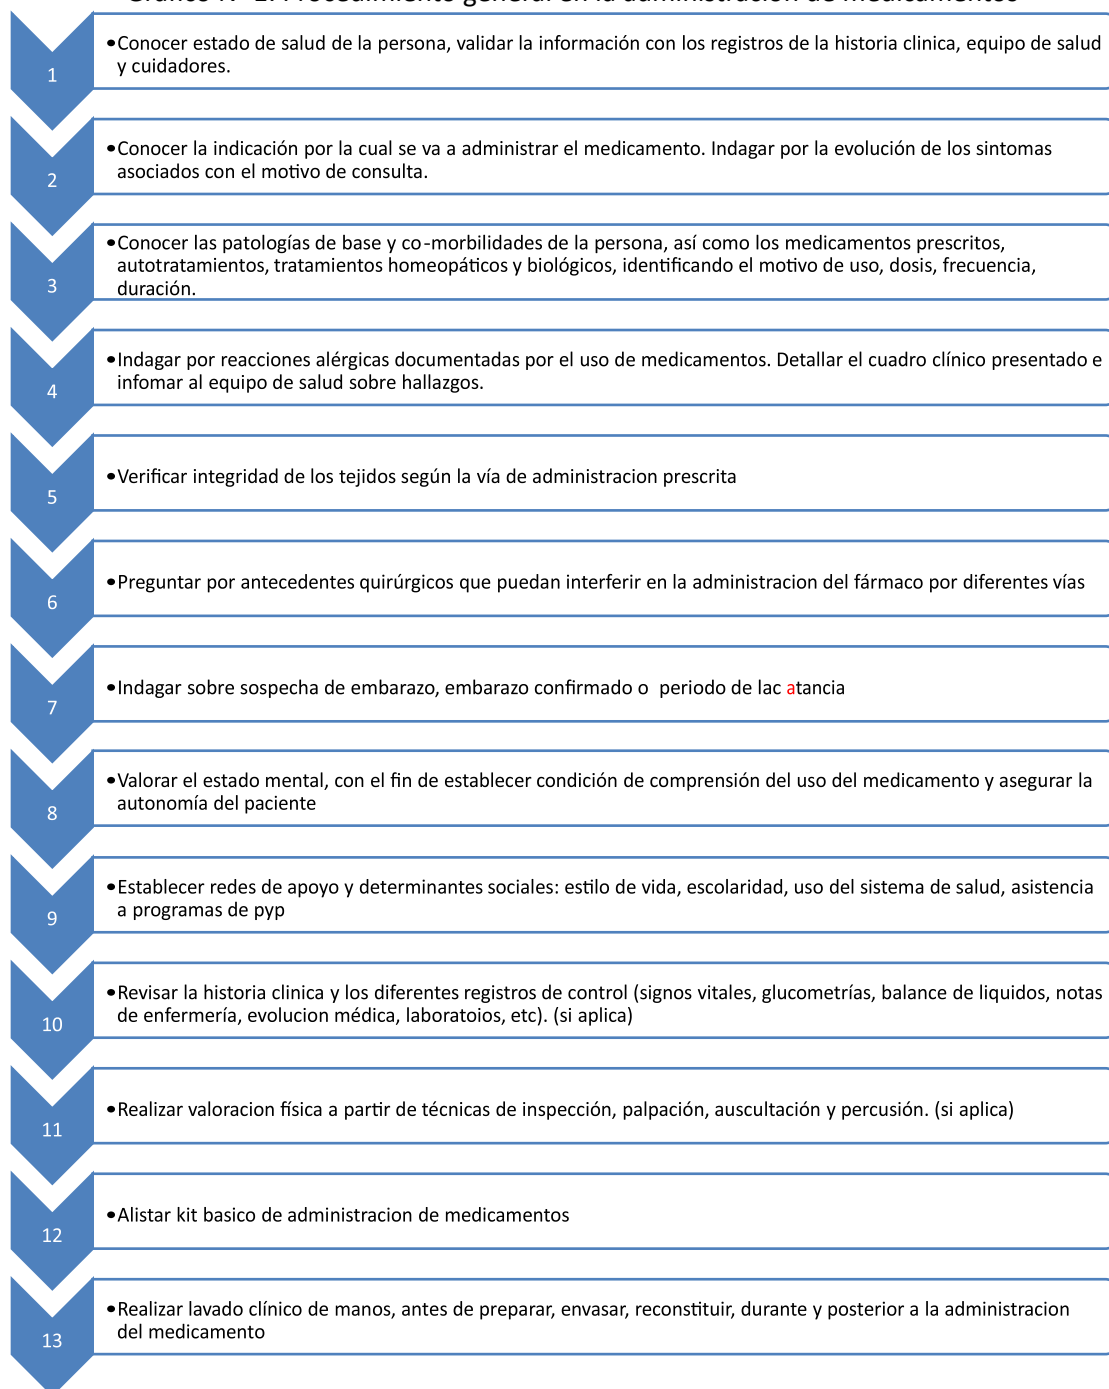 1
•Conocer estado de salud de la persona, validar la información con los registros de la historia clinica, equipo de salud
y cuidadores.
2
•Conocer la indicación por la cual se va a administrar el medicamento. Indagar por la evolución de los sintomas
asociados con el motivo de consulta.
3
•Conocer las patologías de base y co-morbilidades de la persona, así como los medicamentos prescritos,
autotratamientos, tratamientos homeopáticos y biológicos, identificando el motivo de uso, dosis, frecuencia,
duración.
4
•Indagar por reacciones alérgicas documentadas por el uso de medicamentos. Detallar el cuadro clínico presentado e
infomar al equipo de salud sobre hallazgos.
5
•Verificar integridad de los tejidos según la vía de administracion prescrita
6
•Preguntar por antecedentes quirúrgicos que puedan interferir en la administracion del fármaco por diferentes vías
7
•Indagar sobre sospecha de embarazo, embarazo confirmado o periodo de lac atancia
8
•Valorar el estado mental, con el fin de establecer condición de comprensión del uso del medicamento y asegurar la
autonomía del paciente
9
•Establecer redes de apoyo y determinantes sociales: estilo de vida, escolaridad, uso del sistema de salud, asistencia
a programas de pyp
10
•Revisar la historia clinica y los diferentes registros de control (signos vitales, glucometrías, balance de liquidos, notas
de enfermería, evolucion médica, laboratoios, etc). (si aplica)
11
•Realizar valoracion física a partir de técnicas de inspección, palpación, auscultación y percusión. (si aplica)
12
•Alistar kit basico de administracion de medicamentos
13
•Realizar lavado clínico de manos, antes de preparar, envasar, reconstituir, durante y posterior a la administracion
del medicamento